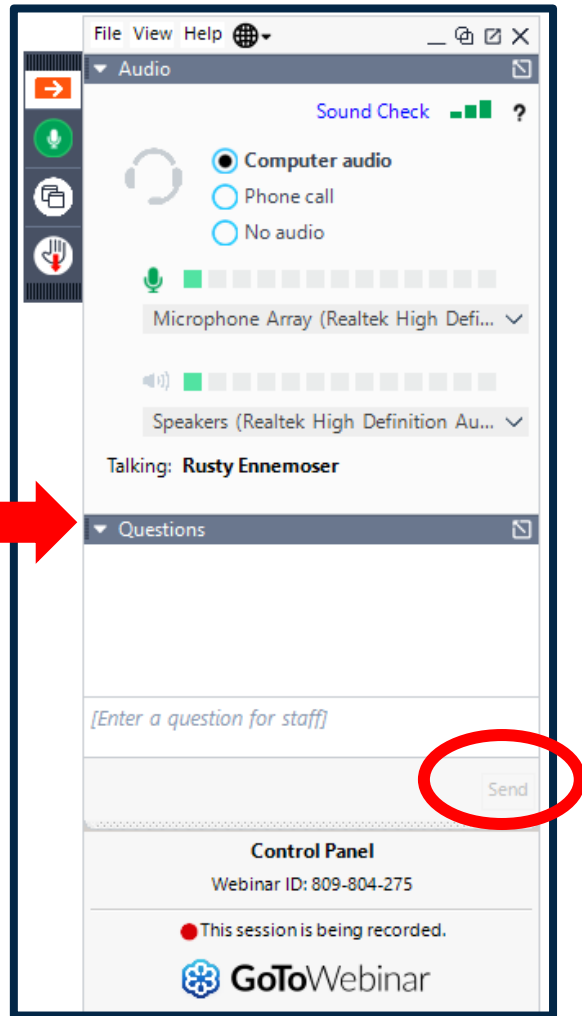 File View Help
Audio
Sound Check ?
Computer audio
Phone call
No audio
Microphone Array (Realtek High Defi...
Speakers (Realtek High Definition Au...
Talking: Rusty Ennemoser
Questions
[Enter a question for staff]
Send
Control Panel
Webinar ID: 809-804-275
This session is being recorded.
GoToWebinar